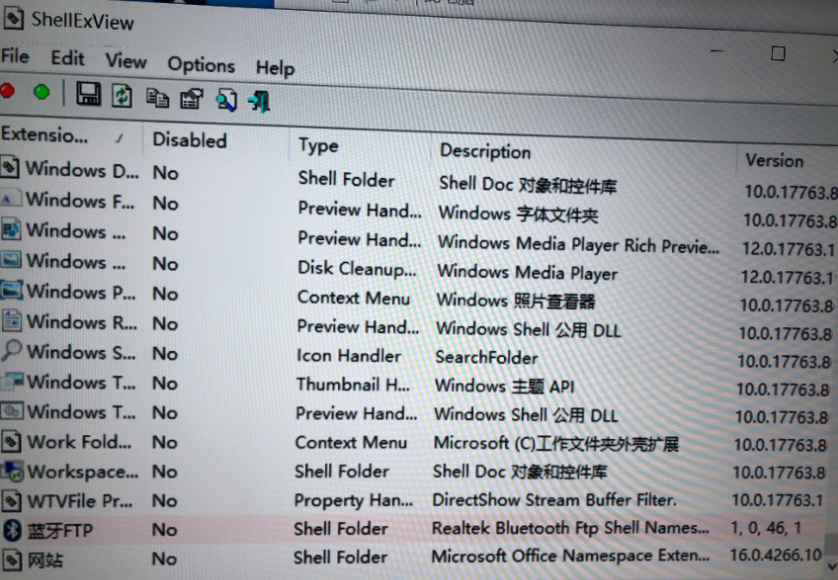 ShellExView
File Edit View Options Help
Extensio... Disabled Type Description Version
Windows D... No Shell Folder Shell Doc 对象和控件库 10.0.17763.8
Windows F... No Preview Hand... Windows 字体文件夹 10.0.17763.8
Windows ... No Preview Hand... Windows Media Player Rich Previe... 12.0.17763.1
Windows ... No Disk Cleanup... Windows Media Player 12.0.17763.1
Windows P... No Context Menu Windows 照片查看器 10.0.17763.8
Windows R... No Preview Hand... Windows Shell 公用 DLL 10.0.17763.8
Windows S... No Icon Handler SearchFolder 10.0.17763.8
Windows T... No Thumbnail H... Windows 主题 API 10.0.17763.8
Windows T... No Preview Hand... Windows Shell 公用 DLL 10.0.17763.8
Work Fold... No Context Menu Microsoft (C)工作文件夹外壳扩展 10.0.17763.8
Workspace... No Shell Folder Shell Doc 对象和控件库 10.0.17763.8
WTVFile Pr... No Property Han... DirectShow Stream Buffer Filter. 10.0.17763.1
蓝牙FTP No Shell Folder Realtek Bluetooth Ftp Shell Names... 1, 0, 46, 1
网站 No Shell Folder Microsoft Office Namespace Exten... 16.0.4266.10